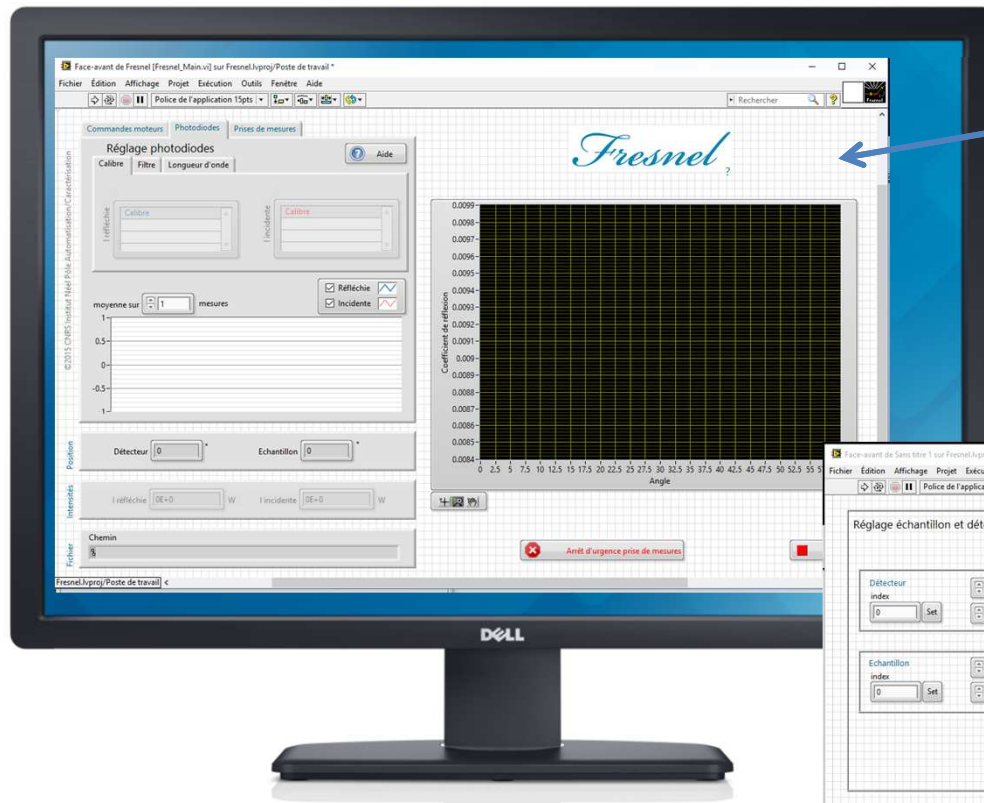 Face-avant de Fresnel [Fresnel_Main.vi] sur Fresnel.lvproj/Poste de travail *
Fichier Édition Affichage Projet Exécution Outils Fenêtre Aide
Police de l'application 15pts
Rechercher
?
Fresnel
Commandes moteurs Photodiodes Prises de mesures
Réglage photodiodes
Aide
Calibre Filtre Longueur d'onde
I réfléchie
Calibre
I incidente
Calibre
©2015 CNRS Institut Néel Pôle Automatisation/Caractérisation
moyenne sur 1 mesures
Réfléchie
Incidente
1
0.5
0
-0.5
-1
Position
Détecteur 0 °
Echantillon 0 °
Intensités
I réfléchie 0E+0 W
I incidente 0E+0 W
Fichier
Chemin
Fresnel.lvproj/Poste de travail <
Fresnel ?
0.0099
0.0097
0.0096
0.0095
0.0094
0.0093
0.0092
0.0091
0.009
0.0089
0.0088
0.0087
0.0086
0.0085
0.0084
Coefficient de réflexion
0 2.5 5 7.5 10 12.5 15 17.5 20 22.5 25 27.5 30 32.5 35 37.5 40 42.5 45 47.5 50 52.5 55
Angle
Arrêt d'urgence prise de mesures
DELL
Face-avant de Sans titre 1 sur Fresnel.lvp
Fichier Édition Affichage Projet Exécu
Police de l'applica
Réglage échantillon et dét
Détecteur
index
0 Set
Echantillon
index
0 Set